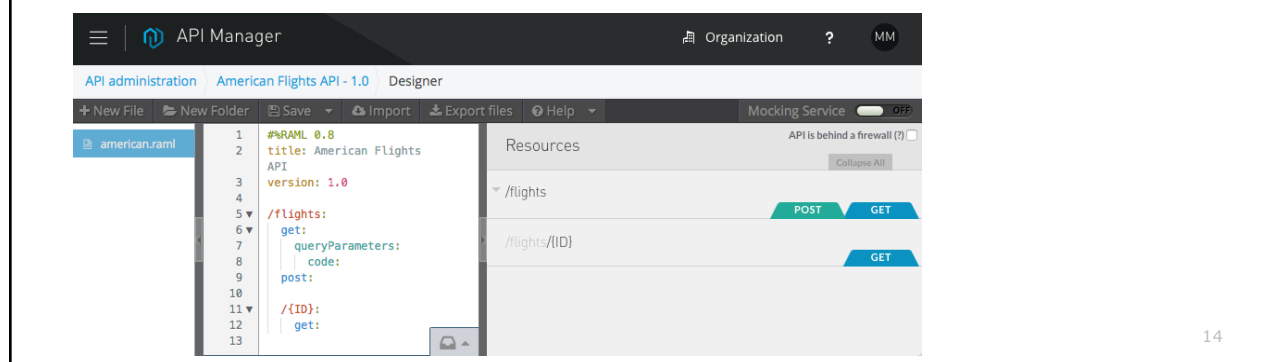 API Manager
Organization ? MM
API administration American Flights API - 1.0 Designer
+ New File New Folder Save Import Export files Help Mocking Service OFF
american.raml
1 #%RAML 0.8
2 title: American Flights
API
3 version: 1.0
4
5 /flights:
6 get:
7 queryParameters:
8 code:
9 post:
10
11 /{ID}:
12 get:
13
Resources
API is behind a firewall (?)
Collapse All
/flights
POST GET
/flights/{ID}
GET
14